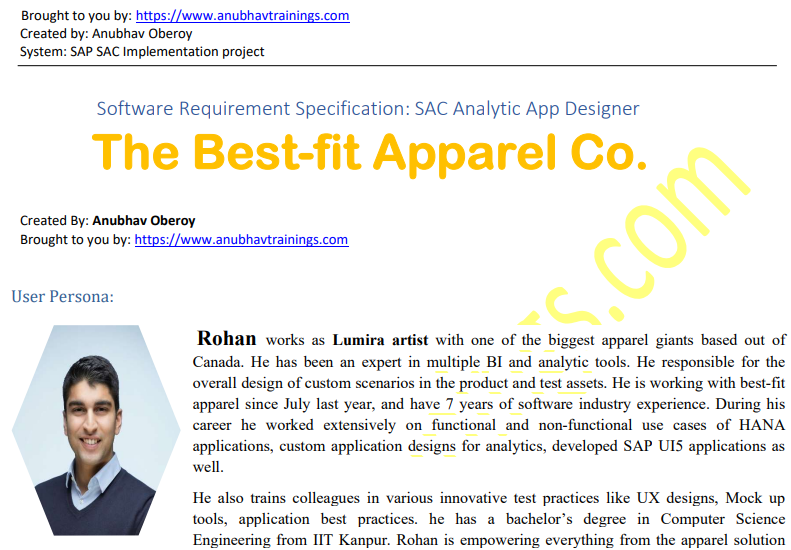 Brought to you by: https://www.anubhavtrainings.com
Created by: Anubhav Oberoy
System: SAP SAC Implementation project
Software Requirement Specification: SAC Analytic App Designer
The Best-fit Apparel Co.
Created By: Anubhav Oberoy
Brought to you by: https://www.anubhavtrainings.com
User Persona:
Rohan works as Lumira artist with one of the biggest apparel giants based out of
Canada. He has been an expert in multiple BI and analytic tools. He responsible for the
overall design of custom scenarios in the product and test assets. He is working with best-fit
apparel since July last year, and have 7 years of software industry experience. During his
career he worked extensively on functional and non-functional use cases of HANA
applications, custom application designs for analytics, developed SAP UI5 applications as
well.
He also trains colleagues in various innovative test practices like UX designs, Mock up
tools, application best practices. he has a bachelor's degree in Computer Science
Engineering from IIT Kanpur. Rohan is empowering everything from the apparel solution
s.com